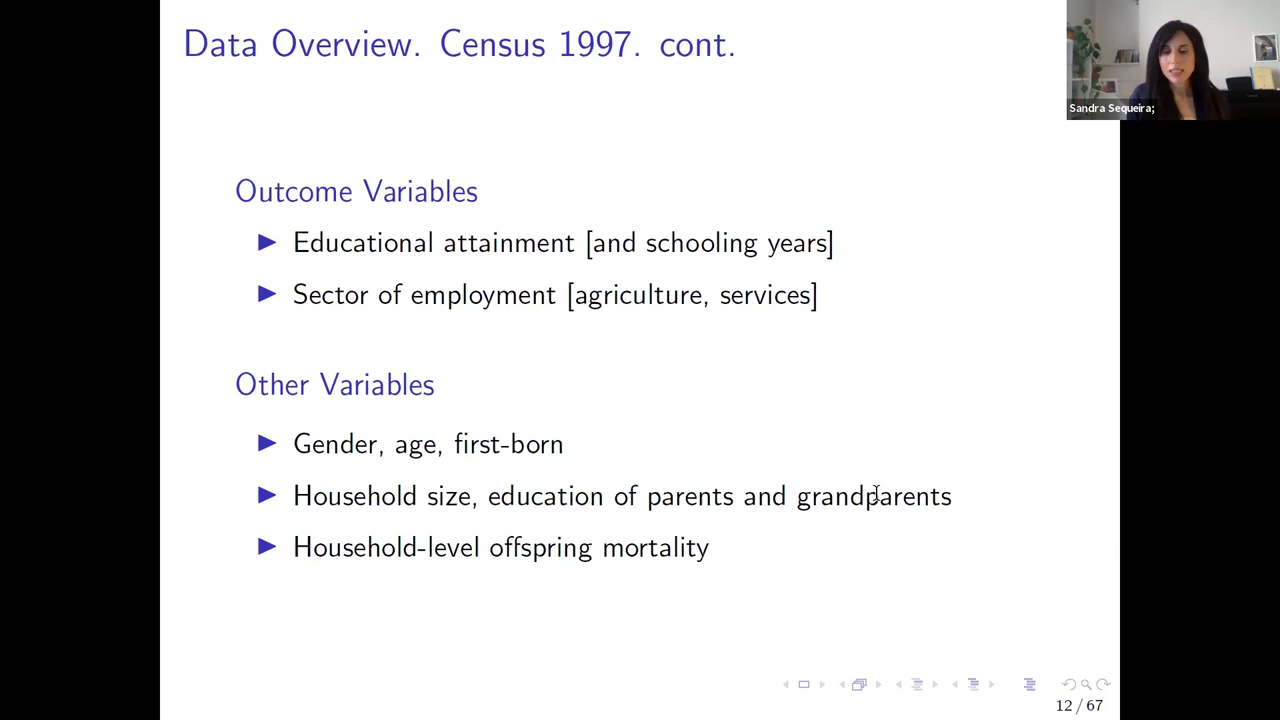 Data Overview. Census 1997. cont.
Sandra Sequeira;
Outcome Variables
Educational attainment [and schooling years]
Sector of employment [agriculture, services]
Other Variables
Gender, age, first-born
Household size, education of parents and grandparents
Household-level offspring mortality
12 / 67